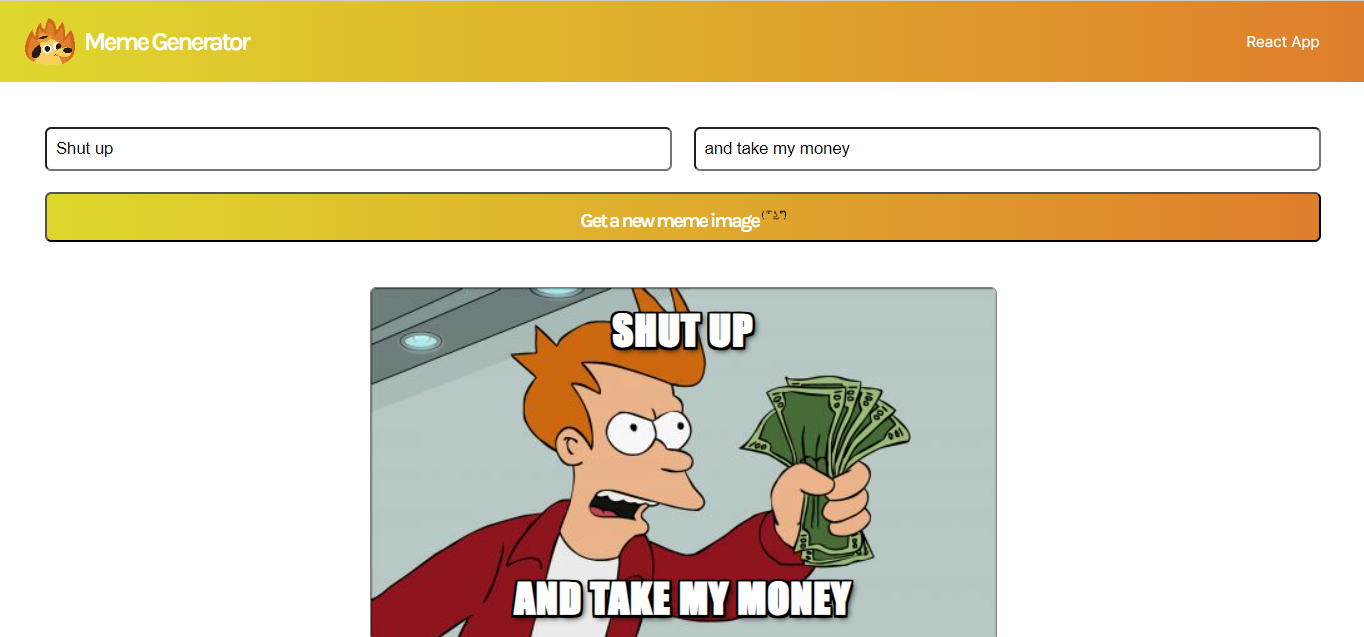 Meme Generator
React App
Shut up
and take my money
Get a new meme image ( ͡° ͜ʖ ͡°)
SHUT UP
AND TAKE MY MONEY